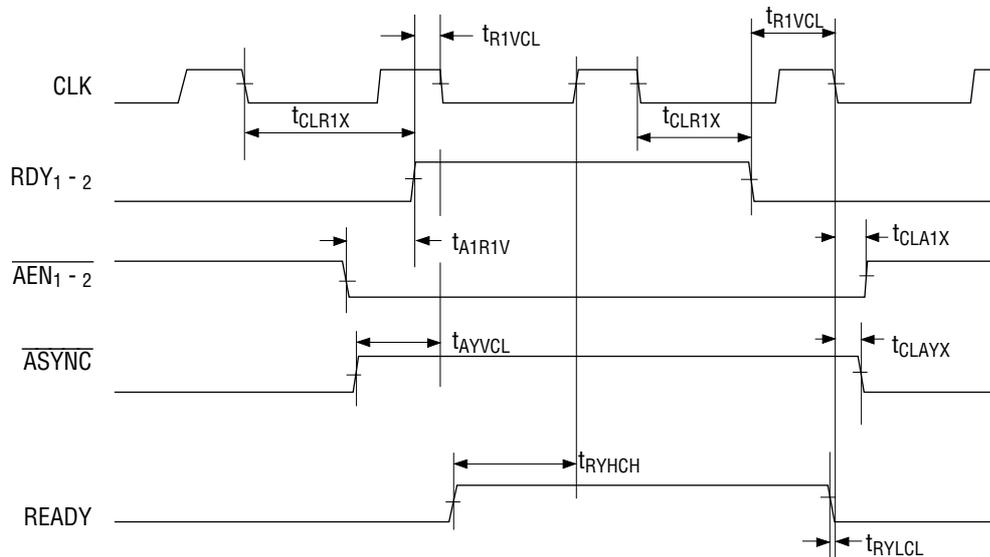 tR1VCL
tR1VCL
CLK
tCLR1X
tCLR1X
RDY1 - 2
tA1R1V
tCLA1X
AEN1 - 2
tAYVCL
tCLAYX
ASYNC
tRYHCH
READY
tRYLCL